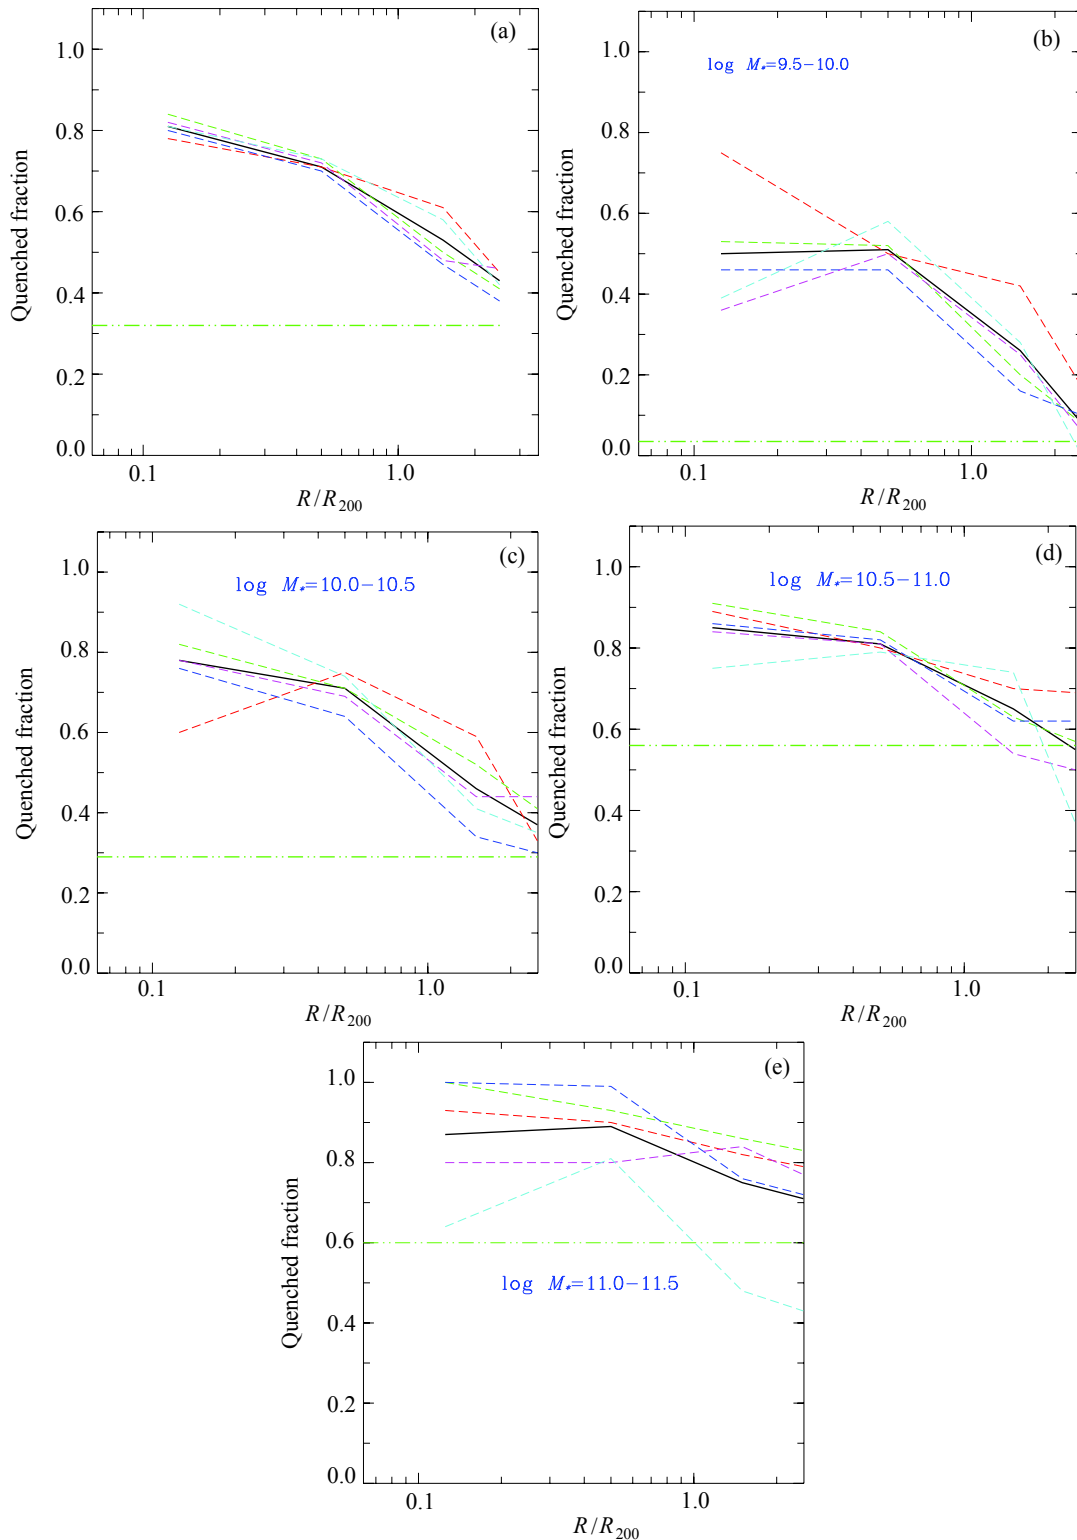 (a)
1.0
0.8
0.6
0.4
0.2
0.0
Quenched fraction
0.1 1.0
R/R200
(b)
log M*=9.5−10.0
1.0
0.8
0.6
0.4
0.2
0.0
Quenched fraction
0.1 1.0
R/R200
(c)
log M*=10.0−10.5
1.0
0.8
0.6
0.4
0.2
0.0
Quenched fraction
0.1 1.0
R/R200
(d)
log M*=10.5−11.0
1.0
0.8
0.6
0.4
0.2
0.0
Quenched fraction
0.1 1.0
R/R200
(e)
1.0
0.8
0.6
0.4
0.2
0.0
Quenched fraction
log M*=11.0−11.5
0.1 1.0
R/R200